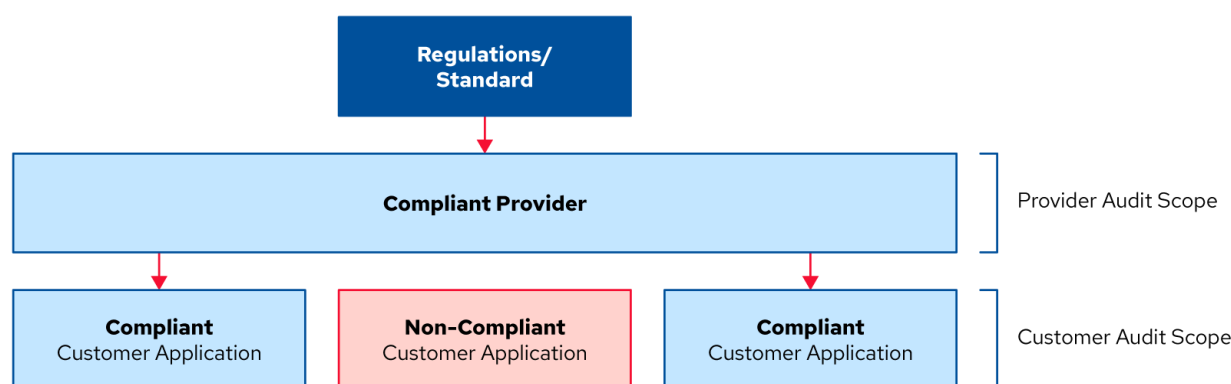 Regulations/
Standard
Compliant Provider
Provider Audit Scope
Compliant
Customer Application
Non-Compliant
Customer Application
Compliant
Customer Application
Customer Audit Scope